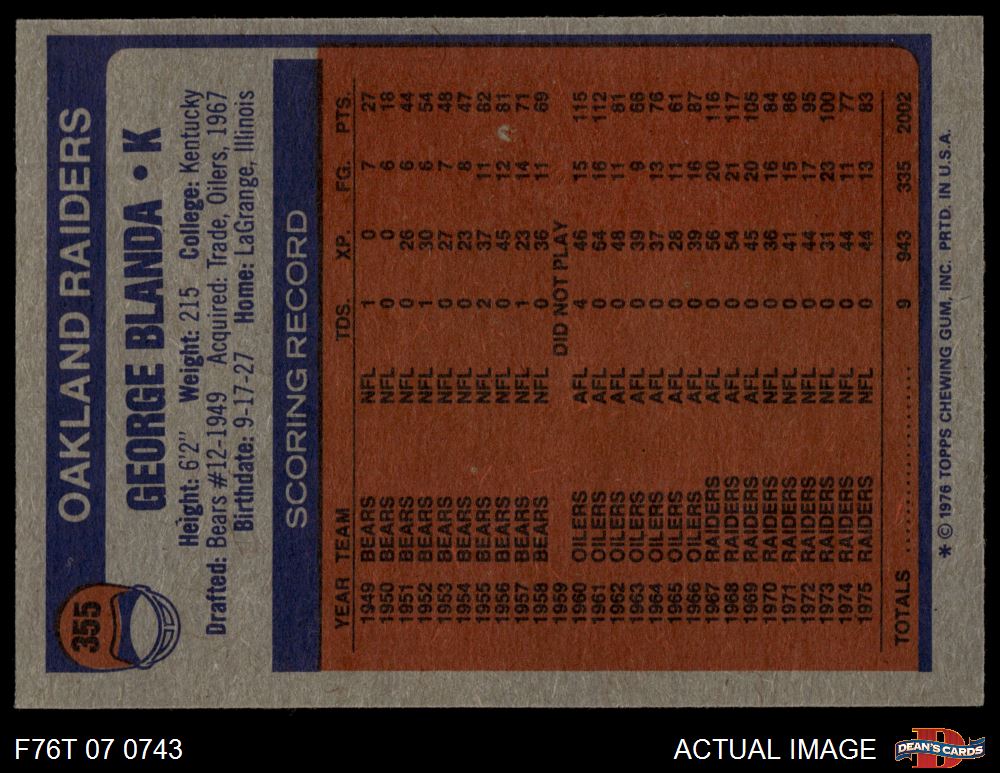 355
OAKLAND RAIDERS
GEORGE BLANDA • K
Height: 6'2" Weight: 215 College: Kentucky
Drafted: Bears #12-1949 Acquired: Trade, Oilers, 1967
Birthdate: 9-17-27 Home: LaGrange, Illinois
SCORING RECORD
YEAR TEAM TDS. XP. FG. PTS.
1949 BEARS NFL 1 0 7 27
1950 BEARS NFL 0 0 6 18
1951 BEARS NFL 0 26 6 44
1952 BEARS NFL 1 30 6 54
1953 BEARS NFL 0 27 7 48
1954 BEARS NFL 0 23 8 47
1955 BEARS NFL 2 37 11 82
1956 BEARS NFL 0 45 12 81
1957 BEARS NFL 1 23 14 71
1958 BEARS NFL 0 36 11 69
1959 DID NOT PLAY
1960 OILERS AFL 4 46 15 115
1961 OILERS AFL 0 64 16 112
1962 OILERS AFL 0 48 11 81
1963 OILERS AFL 0 39 9 66
1964 OILERS AFL 0 37 13 76
1965 OILERS AFL 0 28 11 61
1966 OILERS AFL 0 39 16 87
1967 RAIDERS AFL 0 56 20 116
1968 RAIDERS AFL 0 54 21 117
1969 RAIDERS AFL 0 45 20 105
1970 RAIDERS NFL 0 36 16 84
1971 RAIDERS NFL 0 41 15 86
1972 RAIDERS NFL 0 44 17 95
1973 RAIDERS NFL 0 31 23 100
1974 RAIDERS NFL 0 44 11 77
1975 RAIDERS NFL 0 44 13 83
TOTALS .................... 9 943 335 2002
* © 1976 TOPPS CHEWING GUM, INC. PRTD. IN U.S.A.
F76T 07 0743
ACTUAL IMAGE
D
DEAN'S CARDS